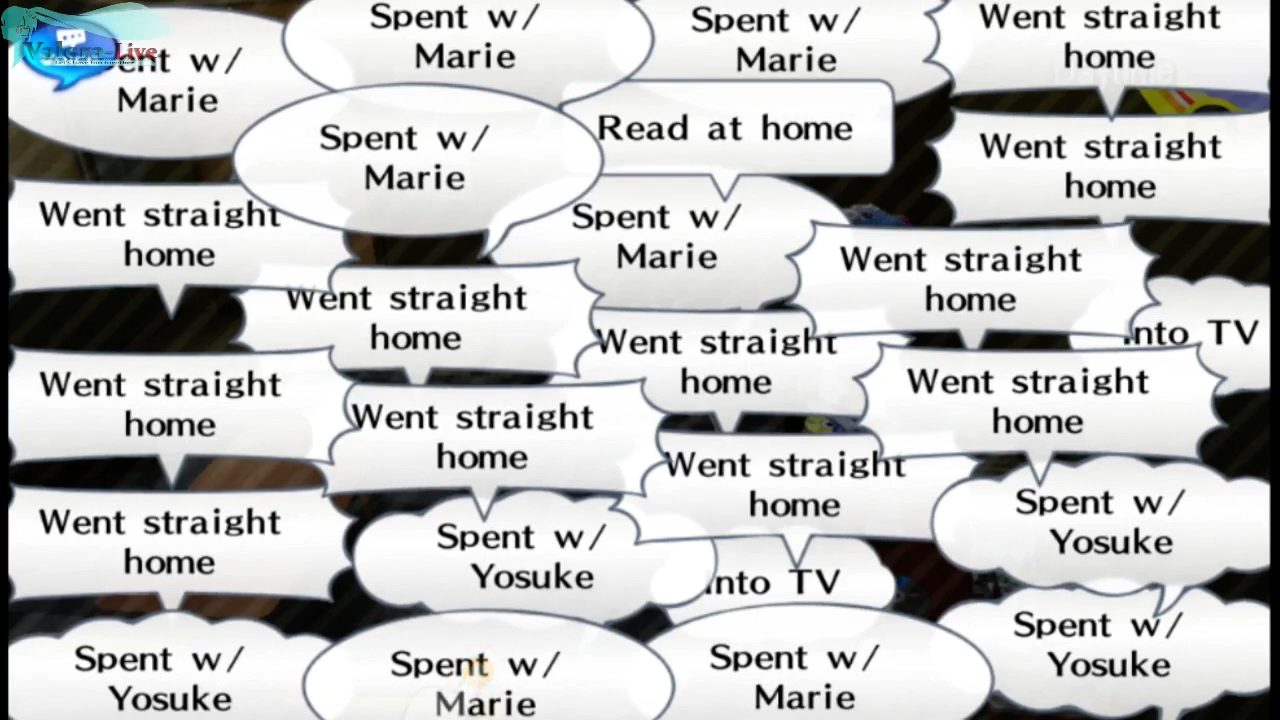 Valera-Live
Spent w/
Marie
Spent w/
Marie
Spent w/
Marie
Went straight
home
Spent w/
Marie
Read at home
Went straight
home
Went straight
home
Spent w/
Marie
Went straight
home
Went straight
home
Went straight
home
into TV
Went straight
home
Went straight
home
Went straight
home
Went straight
home
Went straight
home
Spent w/
Yosuke
into TV
Spent w/
Yosuke
Spent w/
Yosuke
Spent w/
Marie
Spent w/
Marie
Spent w/
Yosuke